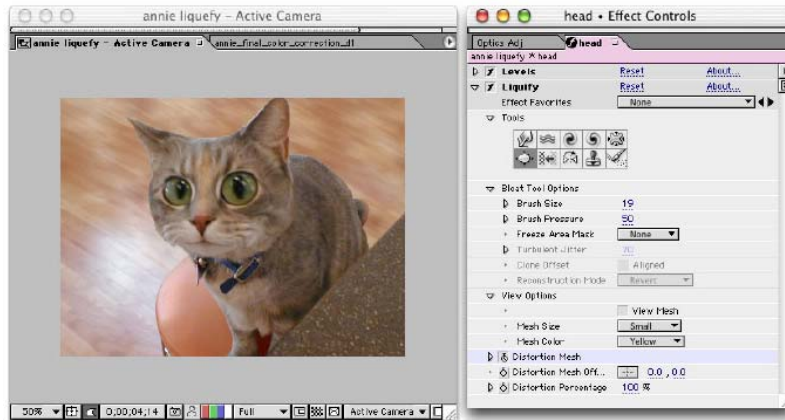 annie liquefy – Active Camera
annie liquefy – Active Camera
annie_final_color_correction_dl
50%
0;00;04;14
Full
Active Camera
head • Effect Controls
Optics Adj
head
annie liquefy * head
Levels Reset About...
Liquify Reset About...
Effect Favorites None
Tools
Bloat Tool Options
Brush Size 19
Brush Pressure 50
Freeze Area Mask None
Turbulent Jitter 70
Clone Offset Aligned
Reconstruction Mode Revert
View Options
View Mesh
Mesh Size Small
Mesh Color Yellow
Distortion Mesh
Distortion Mesh Off... 0.0 , 0.0
Distortion Percentage 100 %